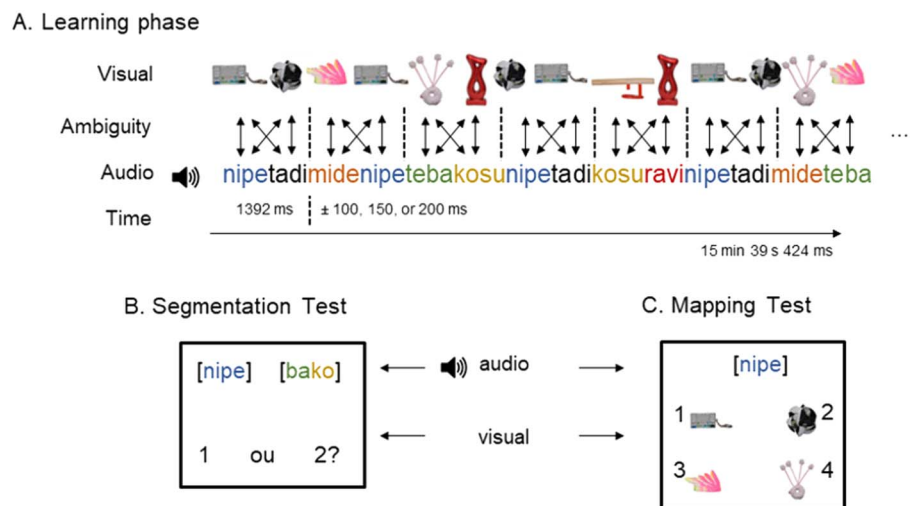 A. Learning phase
Visual
Ambiguity
...
Audio nipetadimidenipetebakosunipetadikosuravinipetadimideteba
Time 1392 ms ± 100, 150, or 200 ms
15 min 39 s 424 ms
B. Segmentation Test
C. Mapping Test
[nipe] [bako] audio [nipe]
1 2
visual
1 ou 2?
3 4